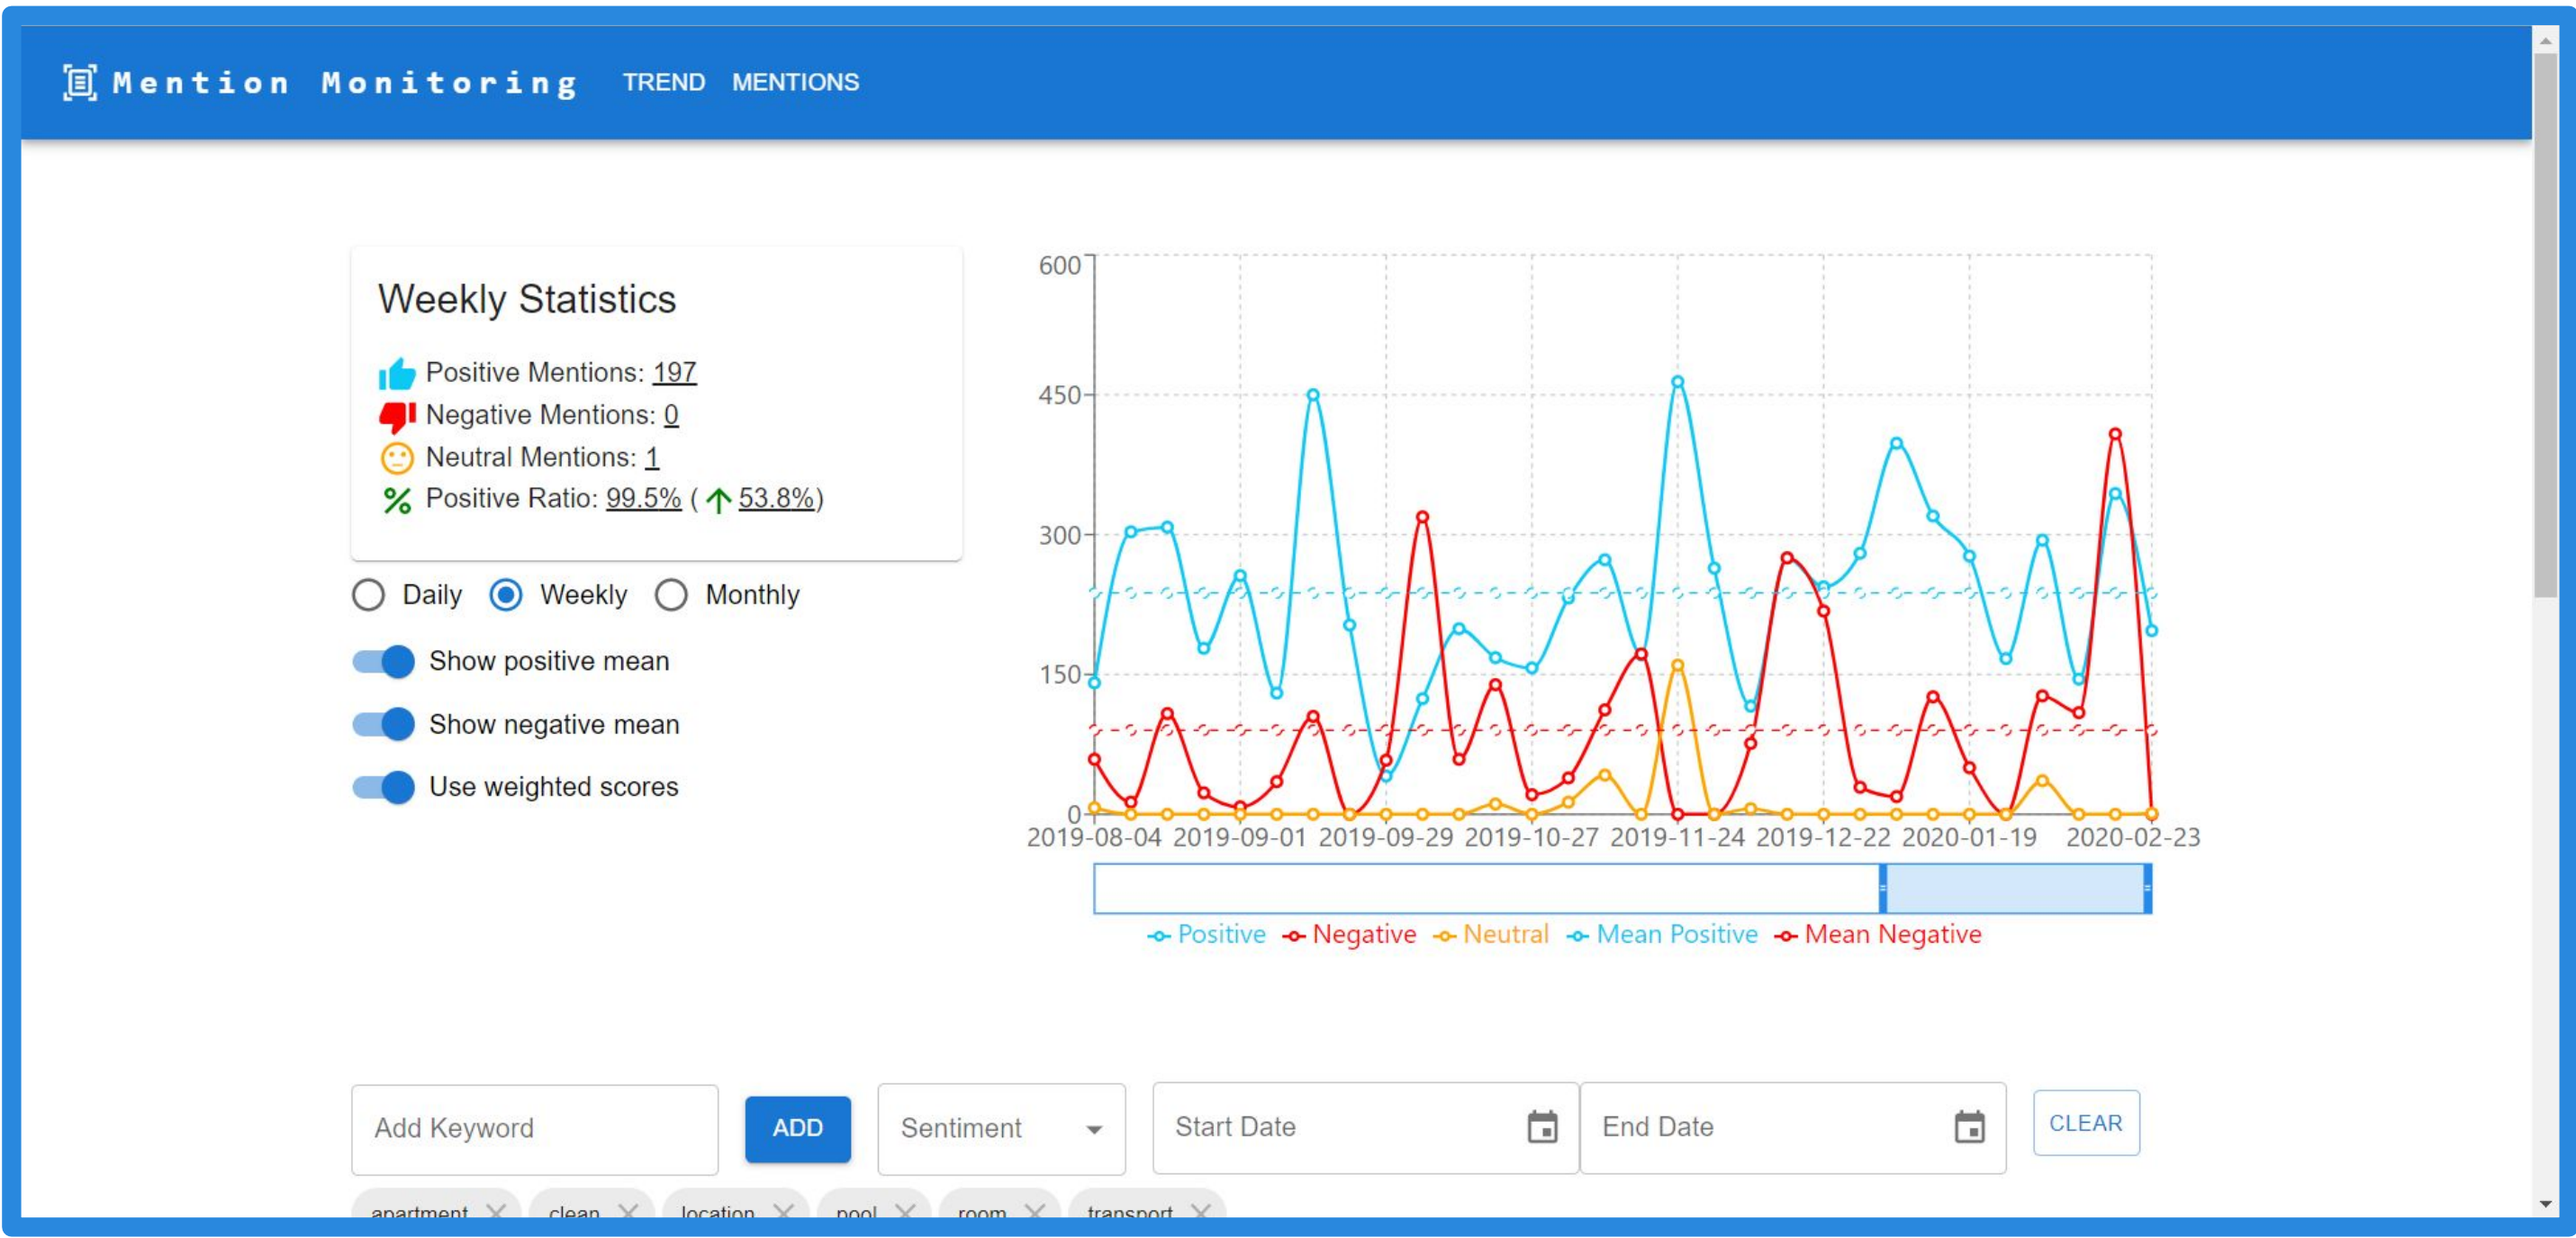 Mention Monitoring TREND MENTIONS
Weekly Statistics
Positive Mentions: 197
Negative Mentions: 0
Neutral Mentions: 1
% Positive Ratio: 99.5% ( ↑ 53.8%)
Daily Weekly Monthly
Show positive mean
Show negative mean
Use weighted scores
600
450
300
150
0
2019-08-04 2019-09-01 2019-09-29 2019-10-27 2019-11-24 2019-12-22 2020-01-19 2020-02-23
Positive Negative Neutral Mean Positive Mean Negative
Add Keyword ADD Sentiment Start Date End Date CLEAR
apartment clean location pool room transport